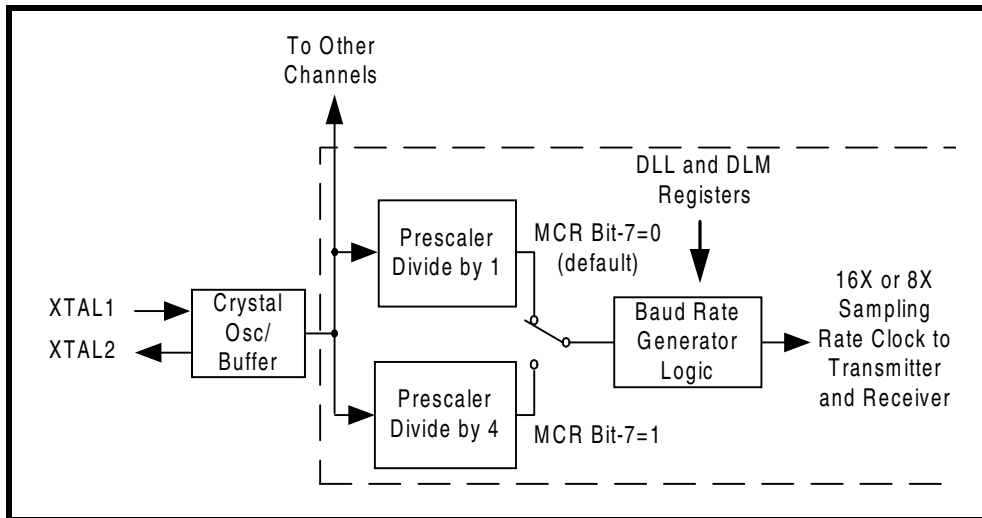 To Other
Channels
DLL and DLM
Registers
Prescaler
Divide by 1
MCR Bit-7=0
(default)
XTAL1
XTAL2
Crystal
Osc/
Buffer
Baud Rate
Generator
Logic
16X or 8X
Sampling
Rate Clock to
Transmitter
and Receiver
Prescaler
Divide by 4
MCR Bit-7=1